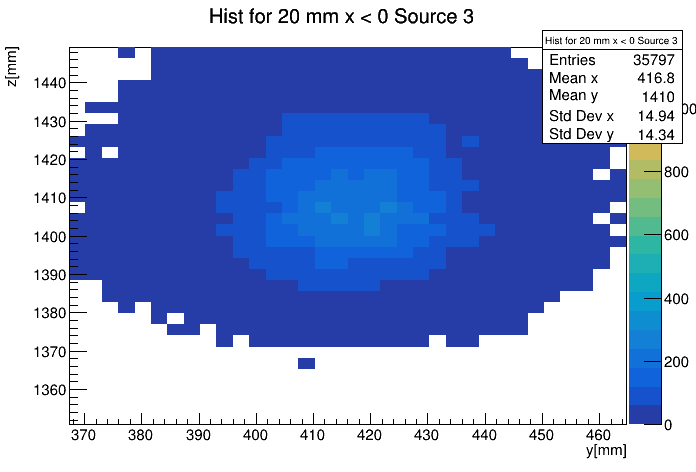 Hist for 20 mm x < 0 Source 3
Hist for 20 mm x < 0 Source 3
Entries 35797
Mean x 416.8
Mean y 1410
Std Dev x 14.94
Std Dev y 14.34
z[mm]
1440
1430
1420
1410
1400
1390
1380
1370
1360
370 380 390 400 410 420 430 440 450 460
y[mm]
800
600
400
200
0